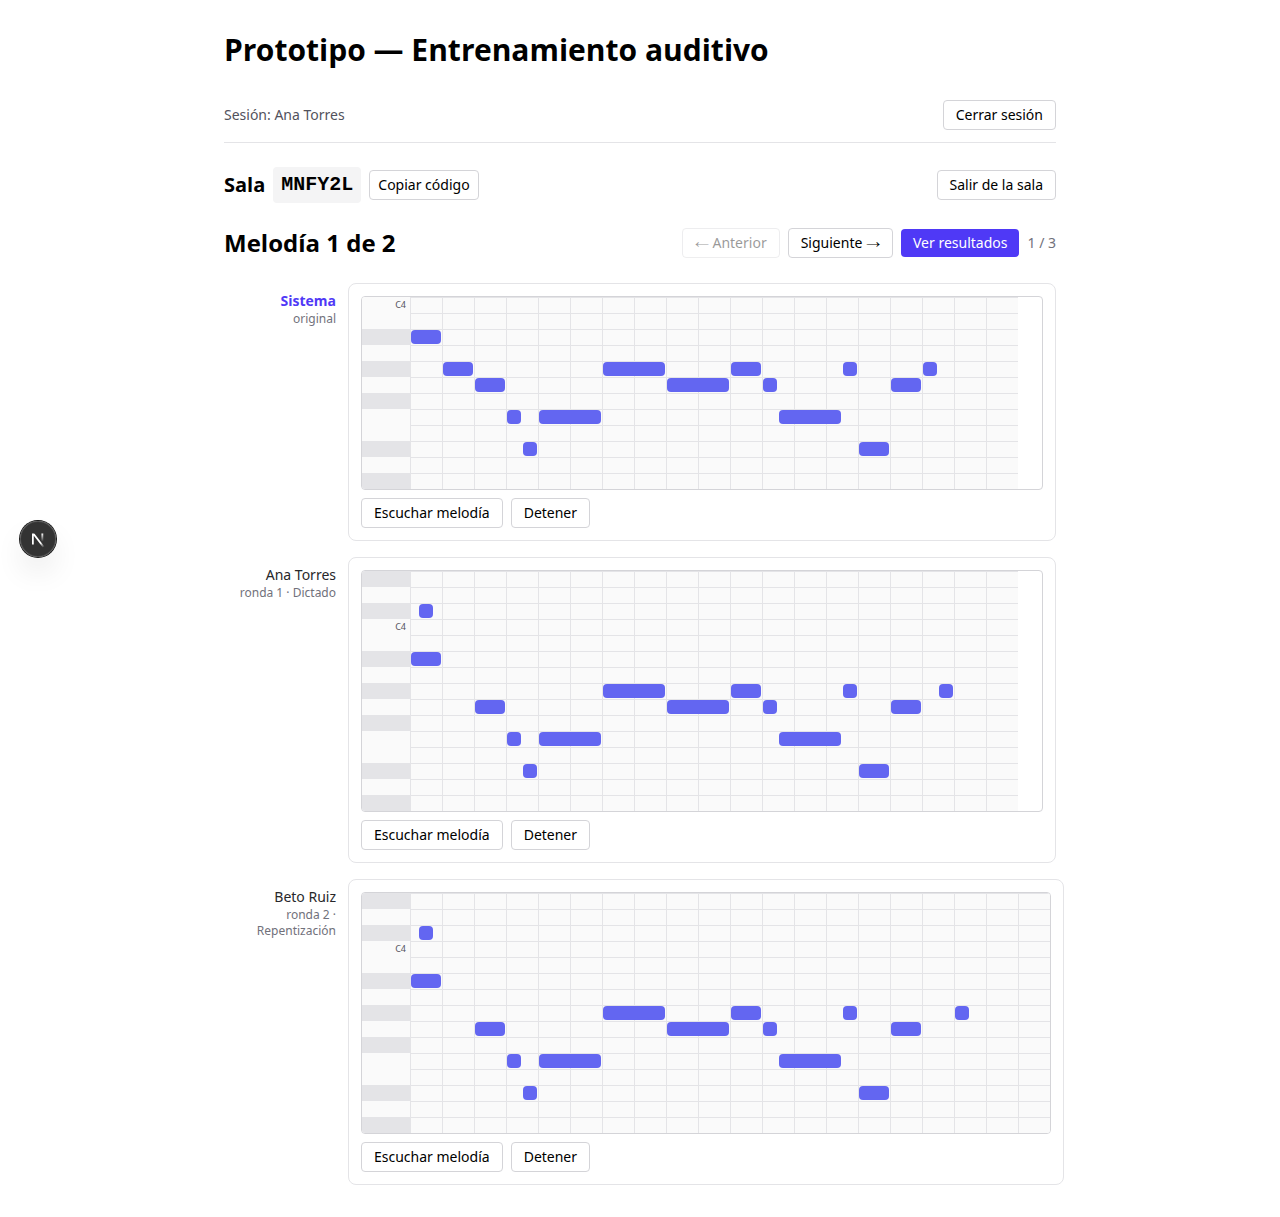 Prototipo — Entrenamiento auditivo
Sesión: Ana Torres
Cerrar sesión
Sala MNFY2L Copiar código
Salir de la sala
Melodía 1 de 2
← Anterior Siguiente → Ver resultados 1 / 3
Sistema
original
C4
Escuchar melodía Detener
Ana Torres
ronda 1 · Dictado
C4
Escuchar melodía Detener
Beto Ruiz
ronda 2 ·
Repentización
C4
Escuchar melodía Detener
N